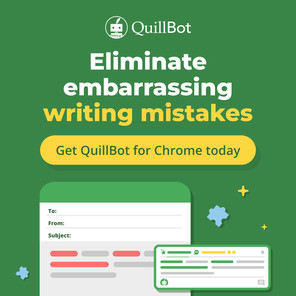 QuillBot
Eliminate
embarrassing
writing mistakes
Get QuillBot for Chrome today
To:
From:
Subject: